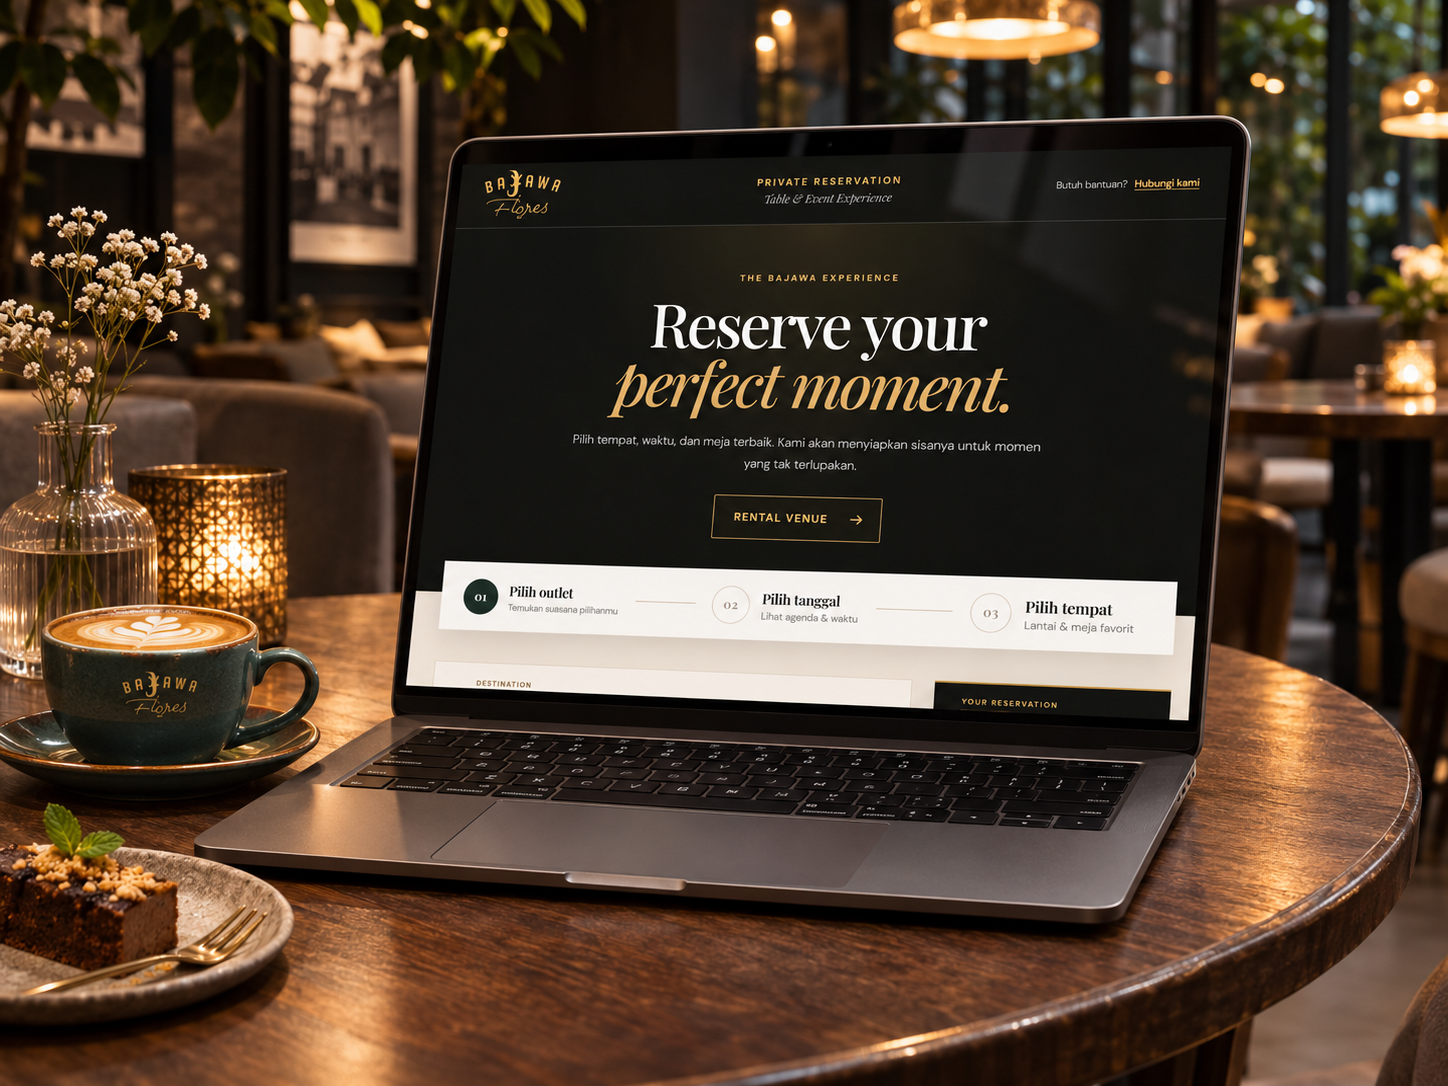 BAJAWA
Flores
PRIVATE RESERVATION
Table & Event Experience
Butuh bantuan? Hubungi kami
THE BAJAWA EXPERIENCE
Reserve your
perfect moment.
Pilih tempat, waktu, dan meja terbaik. Kami akan menyiapkan sisanya untuk momen
yang tak terlupakan.
RENTAL VENUE →
01
Pilih outlet
Temukan suasana pilihanmu
02
Pilih tanggal
Lihat agenda & waktu
03
Pilih tempat
Lantai & meja favorit
DESTINATION
YOUR RESERVATION
BAJAWA
Flores